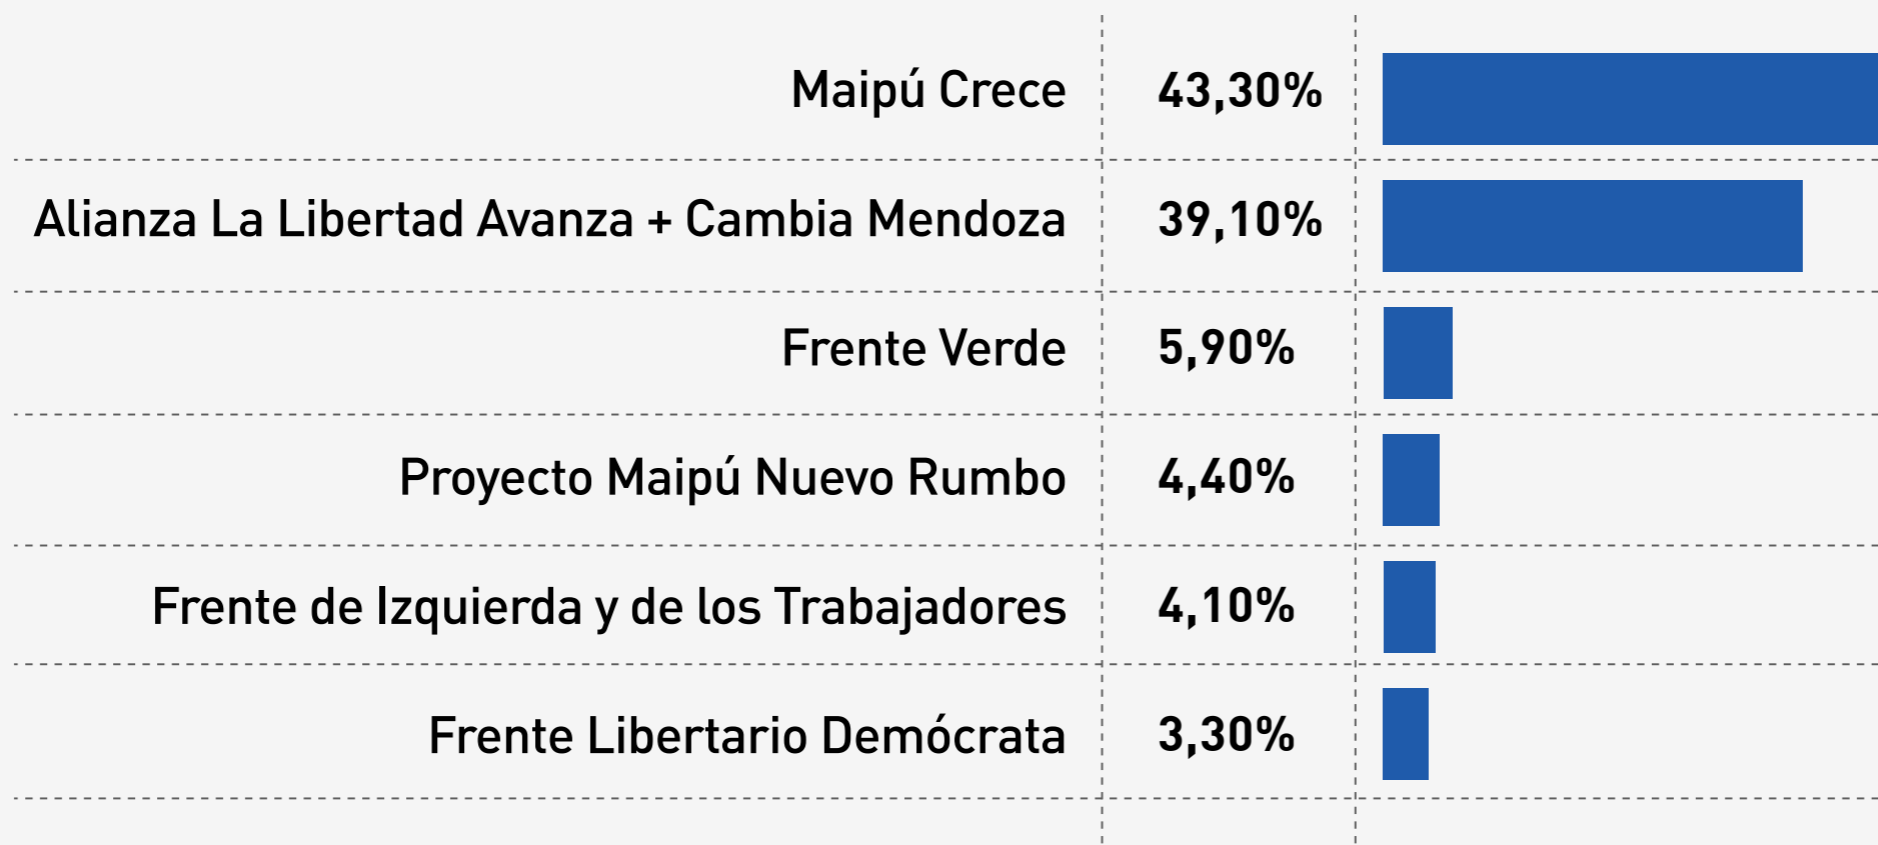 Maipú Crece 43,30%
Alianza La Libertad Avanza + Cambia Mendoza 39,10%
Frente Verde 5,90%
Proyecto Maipú Nuevo Rumbo 4,40%
Frente de Izquierda y de los Trabajadores 4,10%
Frente Libertario Demócrata 3,30%